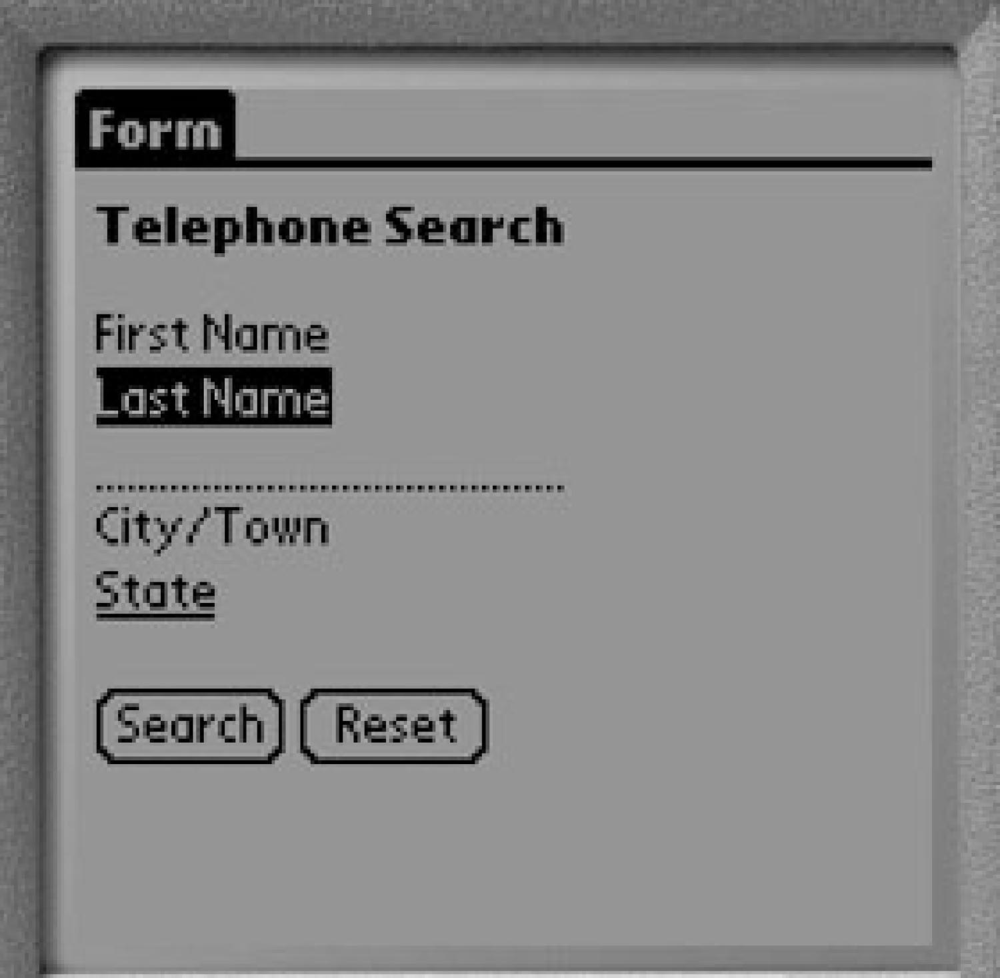 Form
Telephone Search
First Name
Last Name
City/Town
State
Search Reset